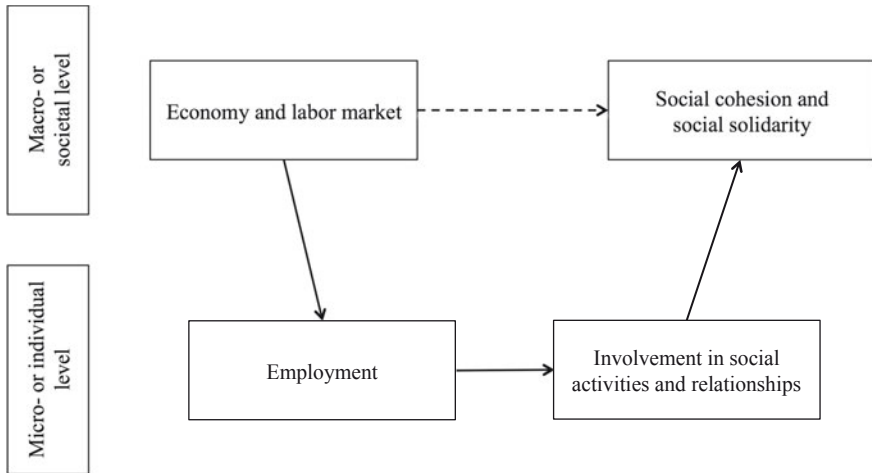 Macro- or
societal level
Economy and labor market
Social cohesion and
social solidarity
Micro- or individual
level
Employment
Involvement in social
activities and relationships